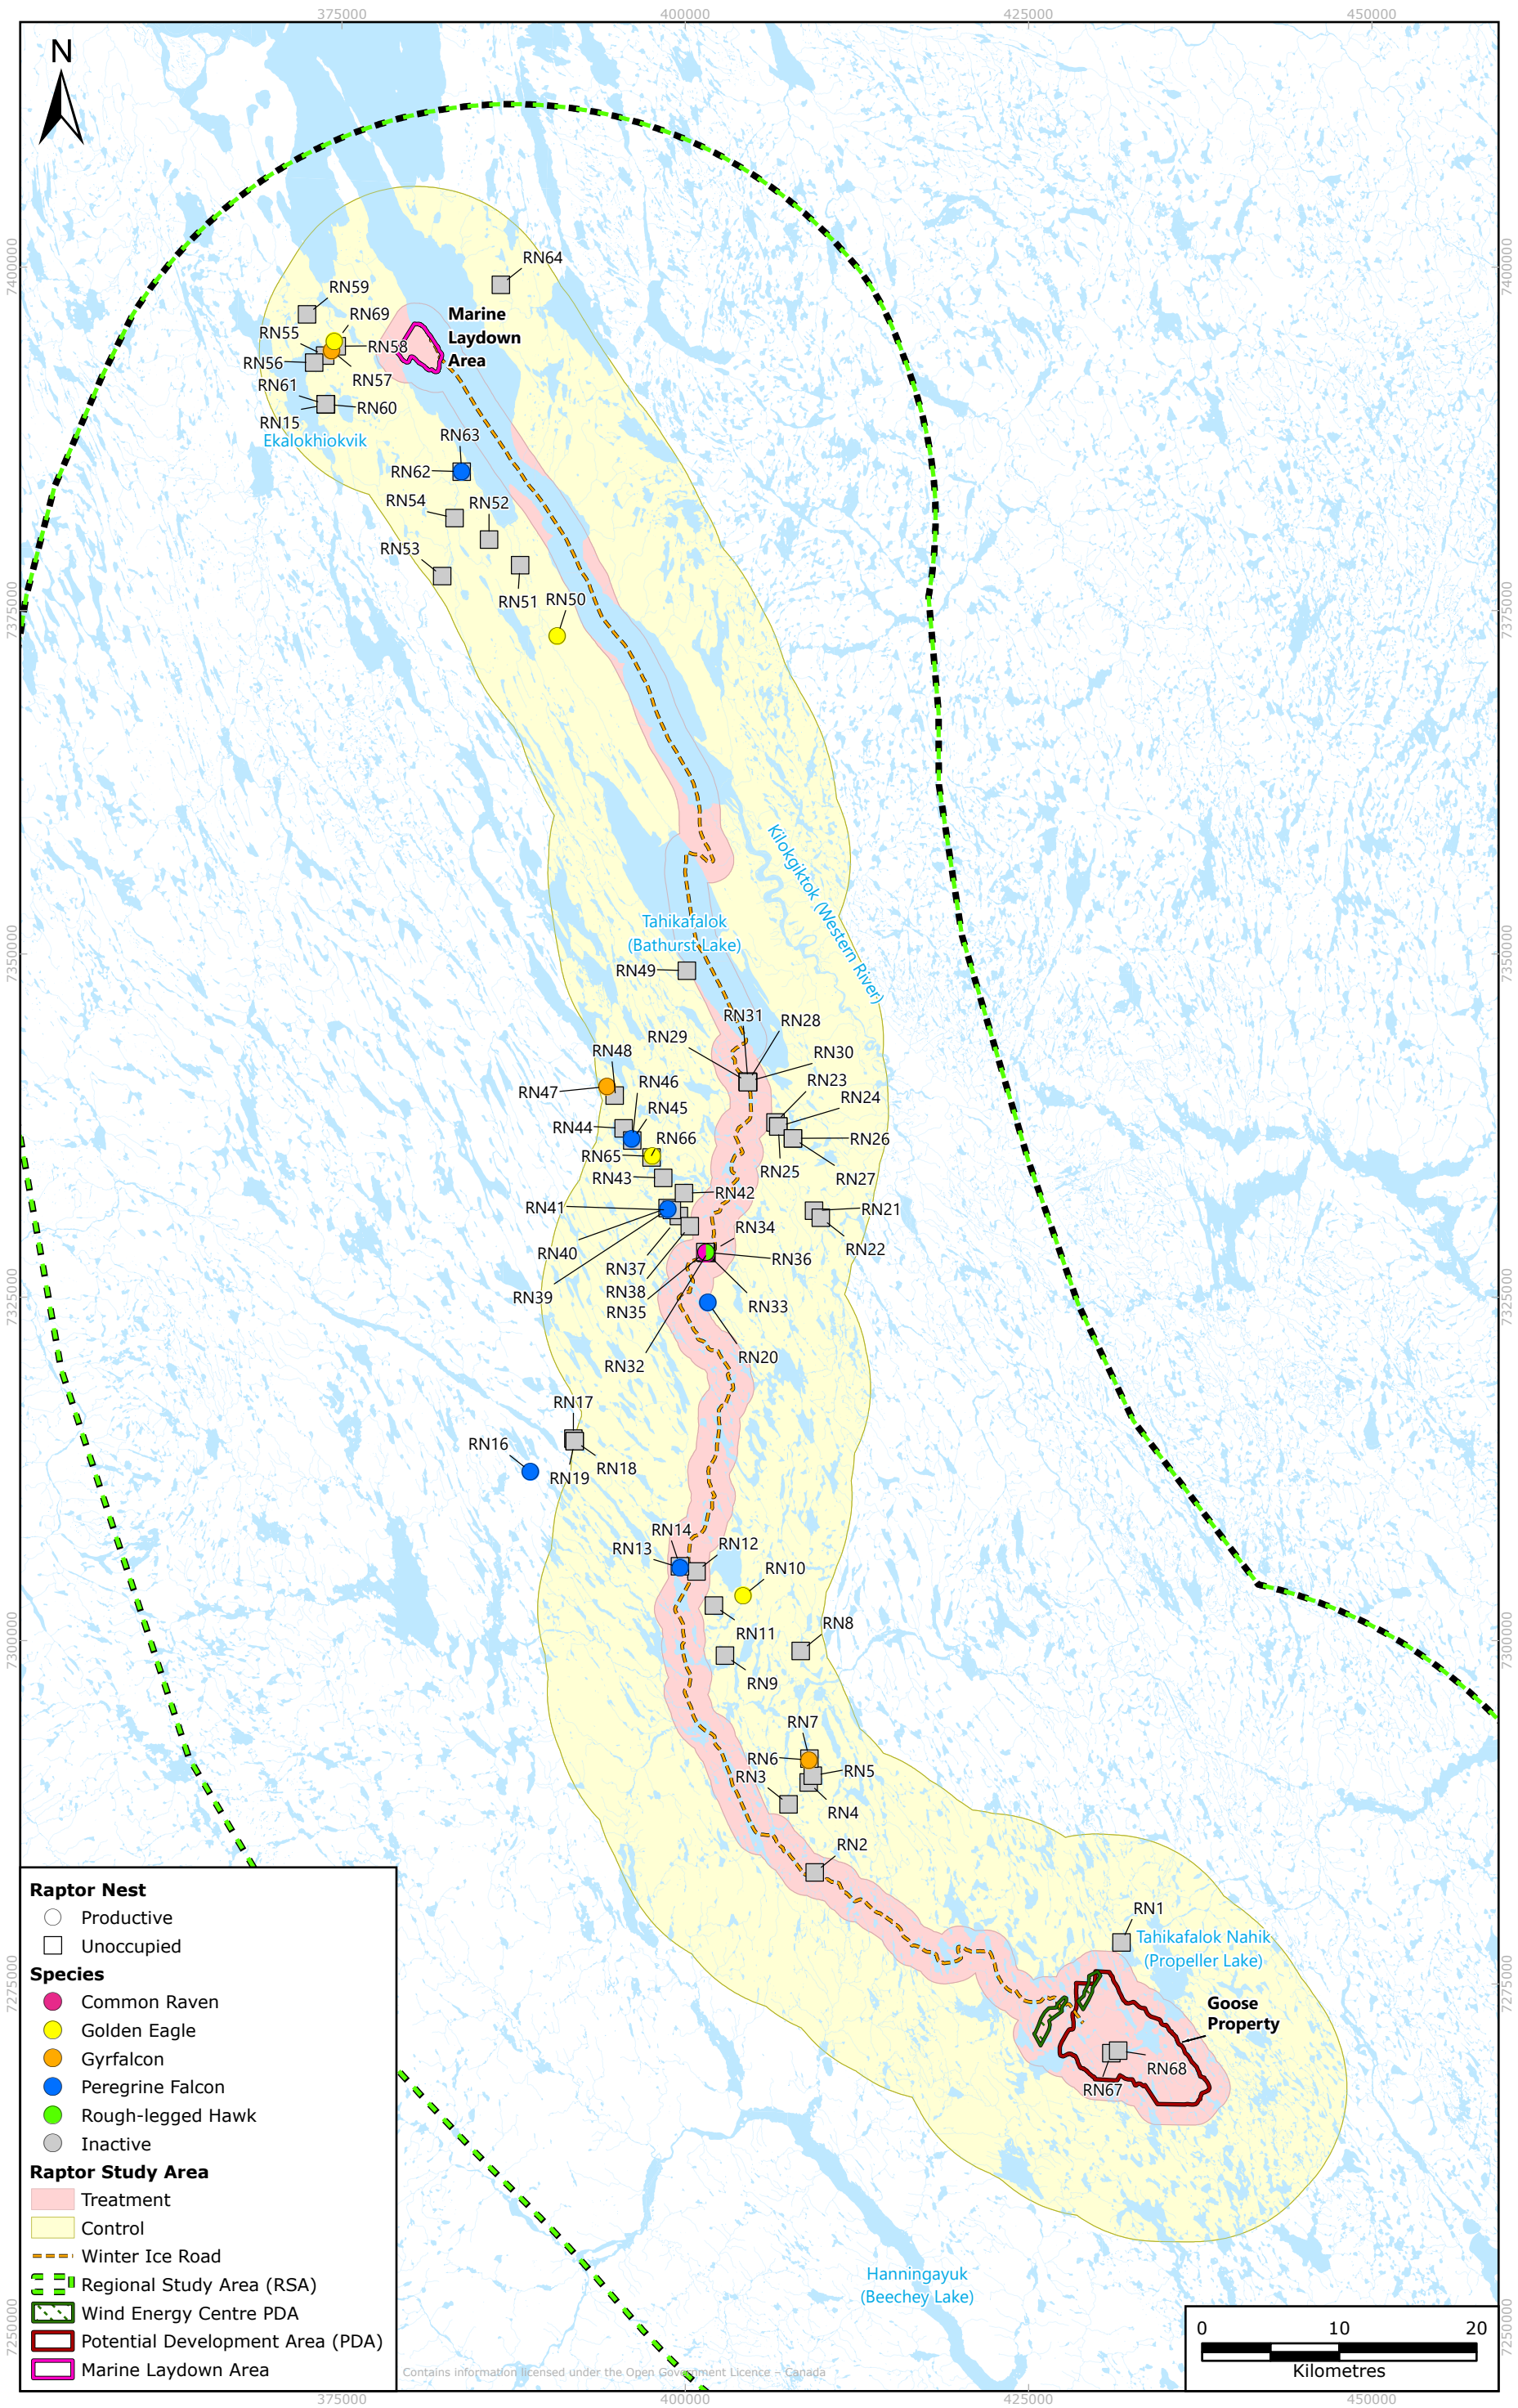 375000
400000
425000
450000
N
7400000
7400000
RN64
RN59
RN69
Marine
Laydown
Area
RN55
RN58
RN56
RN57
RN61
RN60
RN15
Ekalokhiokvik
RN63
RN62
RN54
RN52
RN53
7375000
7375000
RN51
RN50
Kilokgiktok (Western River)
Tahikafalok
(Bathurst Lake)
7350000
7350000
RN49
RN31
RN28
RN29
RN30
RN48
RN47
RN46
RN23
RN24
RN45
RN44
RN66
RN26
RN65
RN25
RN27
RN43
RN42
RN41
RN21
RN34
RN22
RN40
RN36
RN37
RN38
RN39
RN33
RN35
7325000
7325000
RN20
RN32
RN17
RN16
RN18
RN19
RN14
RN12
RN13
RN10
RN11
RN8
7300000
7300000
RN9
RN7
RN6
RN5
RN3
RN4
RN2
RN1
Tahikafalok Nahik
(Propeller Lake)
7275000
7275000
Goose
Property
RN68
RN67
Hanningayuk
(Beechey Lake)
7250000
Raptor Nest
Productive
Unoccupied
Species
Common Raven
Golden Eagle
Gyrfalcon
Peregrine Falcon
Rough-legged Hawk
Inactive
Raptor Study Area
Treatment
Control
Winter Ice Road
Regional Study Area (RSA)
Wind Energy Centre PDA
Potential Development Area (PDA)
Marine Laydown Area
7250000
0 10 20
Kilometres
Contains information licensed under the Open Government Licence – Canada
375000
400000
425000
450000